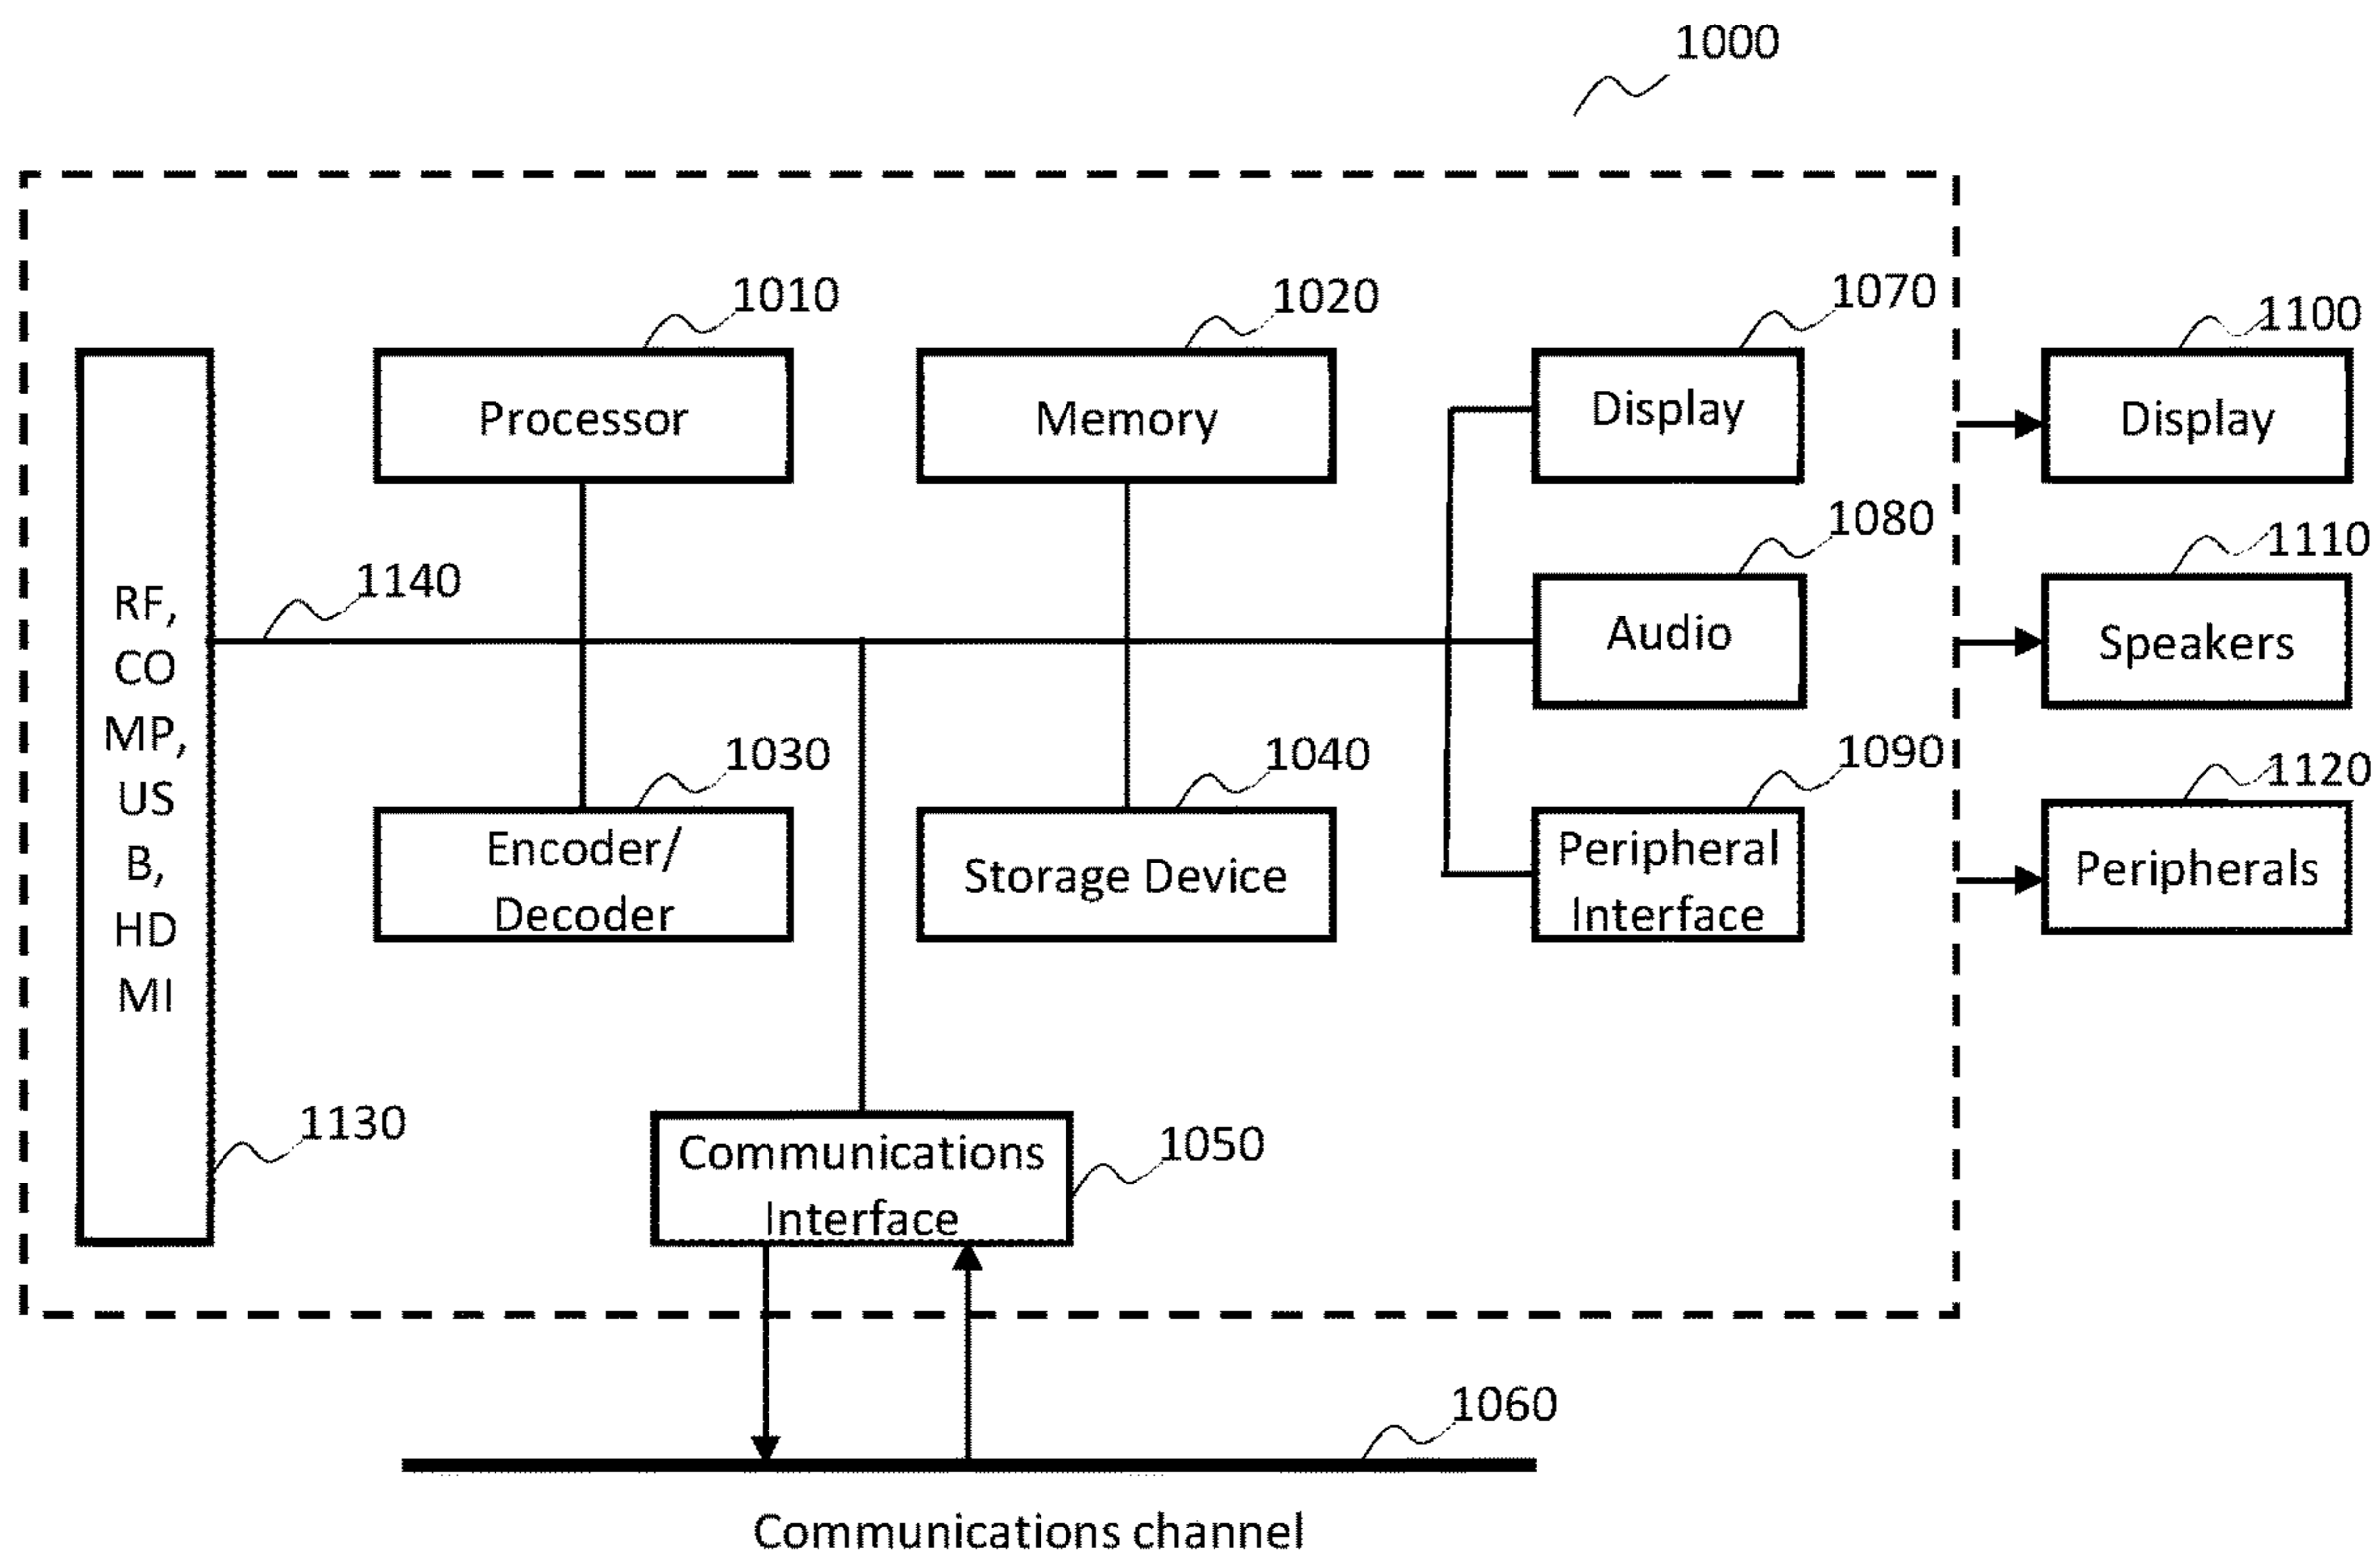 1000
1010
1020
1070
1100
Processor
Memory
Display
Display
1080
1110
1140
RF,
CO
MP,
US
B,
HD
MI
Audio
Speakers
1030
1040
1090
1120
Encoder/
Decoder
Storage Device
Peripheral
Interface
Peripherals
1130
Communications
Interface
1050
1060
Communications channel